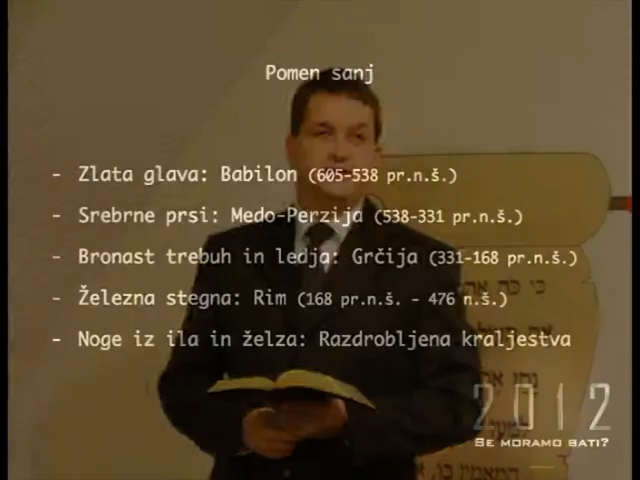 Pomen sanj
- Zlata glava: Babilon (605-538 pr.n.š.)
- Srebrne prsi: Medo-Perzija (538-331 pr.n.š.)
- Bronast trebuh in ledja: Grčija (331-168 pr.n.š.)
- Železna stegna: Rim (168 pr.n.š. - 476 n.š.)
- Noge iz ila in želza: Razdrobljena kraljestva
כי כה א
2012
SE MORAMO BATI?